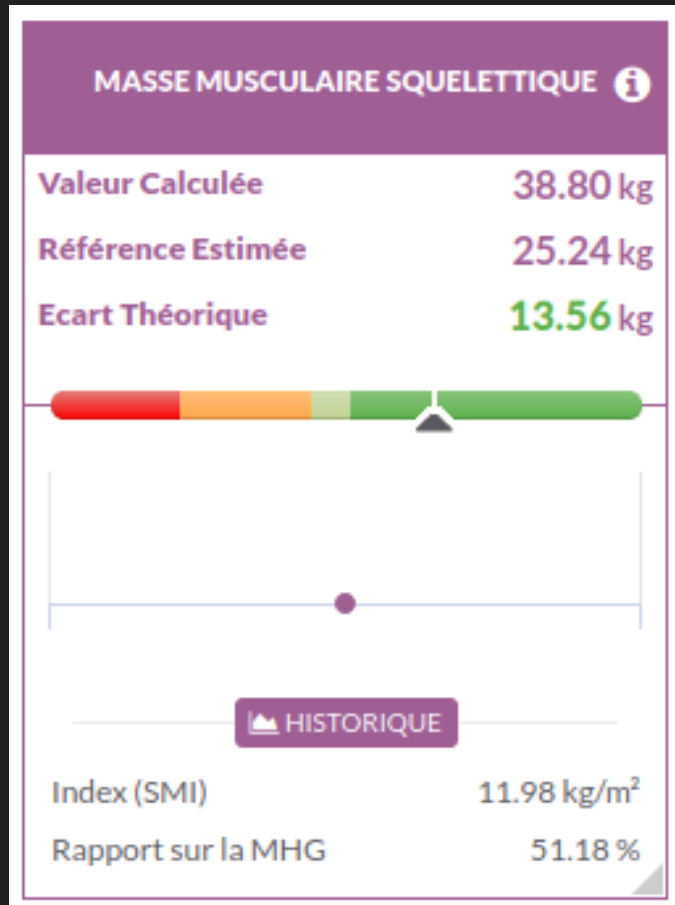 MASSE MUSCULAIRE SQUELETTIQUE
Valeur Calculée 38.80 kg
Référence Estimée 25.24 kg
Ecart Théorique 13.56 kg
HISTORIQUE
Index (SMI) 11.98 kg/m²
Rapport sur la MHG 51.18 %